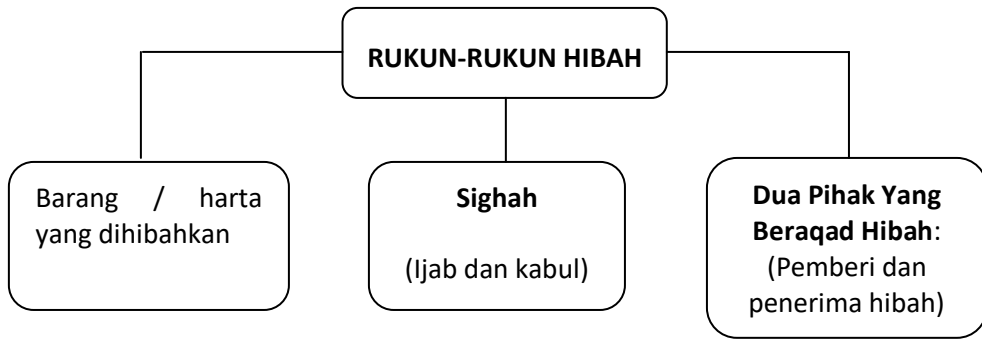 RUKUN-RUKUN HIBAH
Barang / harta
yang dihibahkan
Sighah
(Ijab dan kabul)
Dua Pihak Yang
Beraqad Hibah:
(Pemberi dan
penerima hibah)